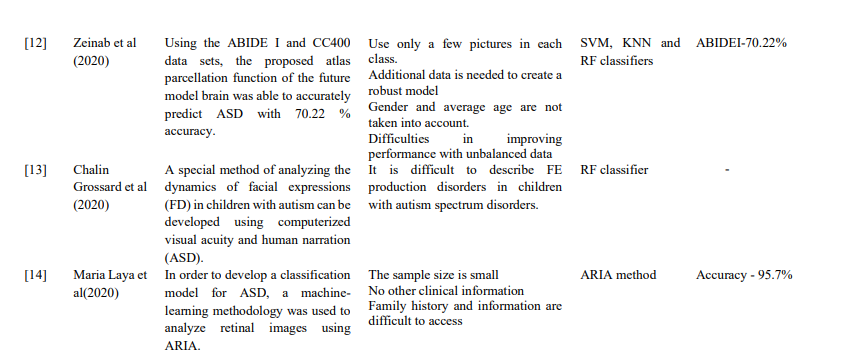 [12] Zeinab et al (2020)
Using the ABIDE I and CC400
data sets, the proposed atlas
parcellation function of the future
model brain was able to accurately
predict ASD with 70.22 %
accuracy.
Use only a few pictures in each
class.
Additional data is needed to create a
robust model
Gender and average age are not
taken into account.
Difficulties in improving
performance with unbalanced data
SVM, KNN and
RF classifiers
ABIDEI-70.22%
[13] Chalin
Grossard et al
(2020)
A special method of analyzing the
dynamics of facial expressions
(FD) in children with autism can be
developed using computerized
visual acuity and human narration
(ASD).
It is difficult to describe FE
production disorders in children
with autism spectrum disorders.
RF classifier
-
[14] Maria Laya et
al(2020)
In order to develop a classification
model for ASD, a machine-
learning methodology was used to
analyze retinal images using
ARIA.
The sample size is small
No other clinical information
Family history and information are
difficult to access
ARIA method
Accuracy - 95.7%